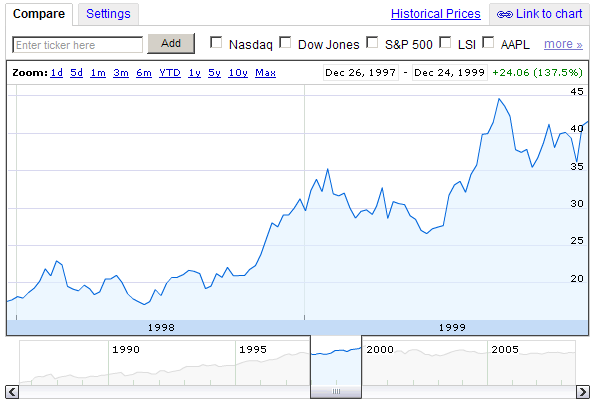 Compare Settings Historical Prices Link to chart
Enter ticker here Add Nasdaq Dow Jones S&P 500 LSI AAPL more »
Zoom: 1d 5d 1m 3m 6m YTD 1y 5y 10y Max Dec 26, 1997 - Dec 24, 1999 +24.06 (137.5%)
45
40
35
30
25
20
1998 1999
1990 1995 2000 2005